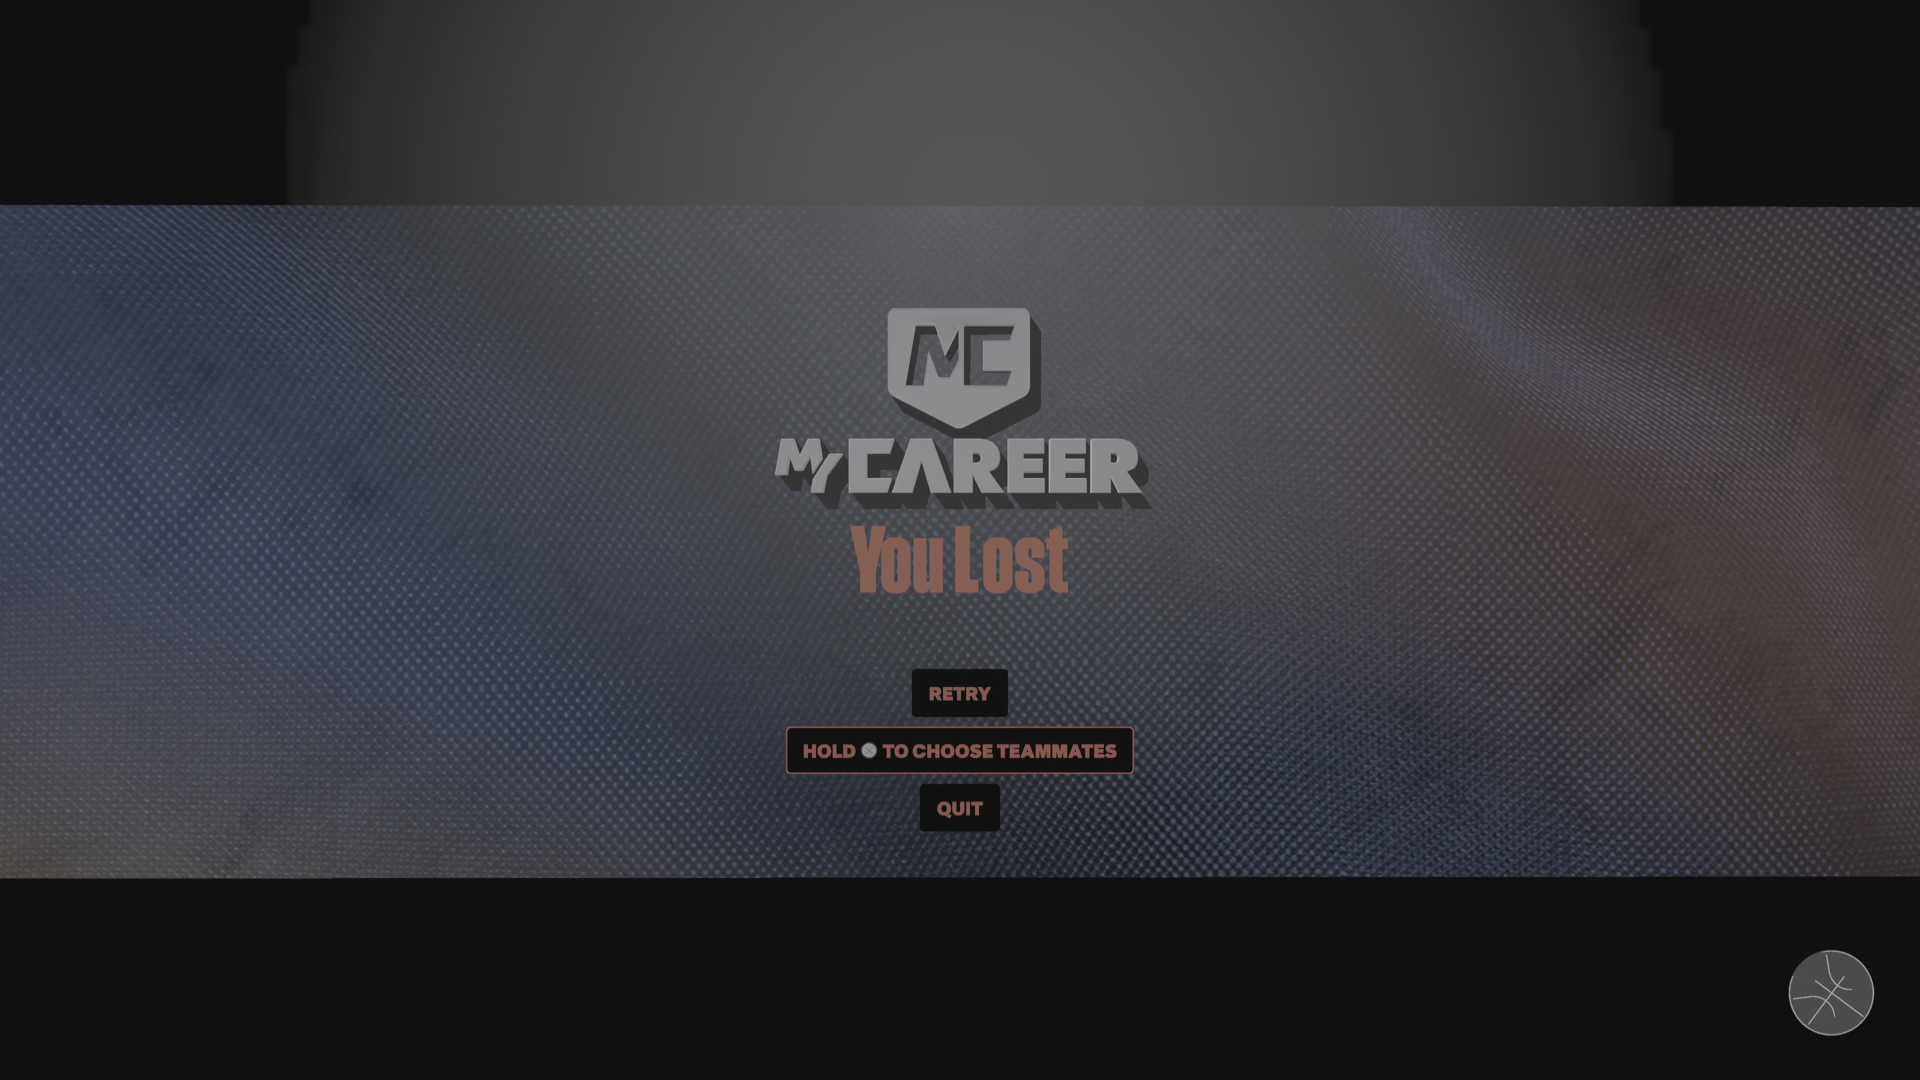 MC
MyCAREER
You Lost
RETRY
HOLD ⊗ TO CHOOSE TEAMMATES
QUIT